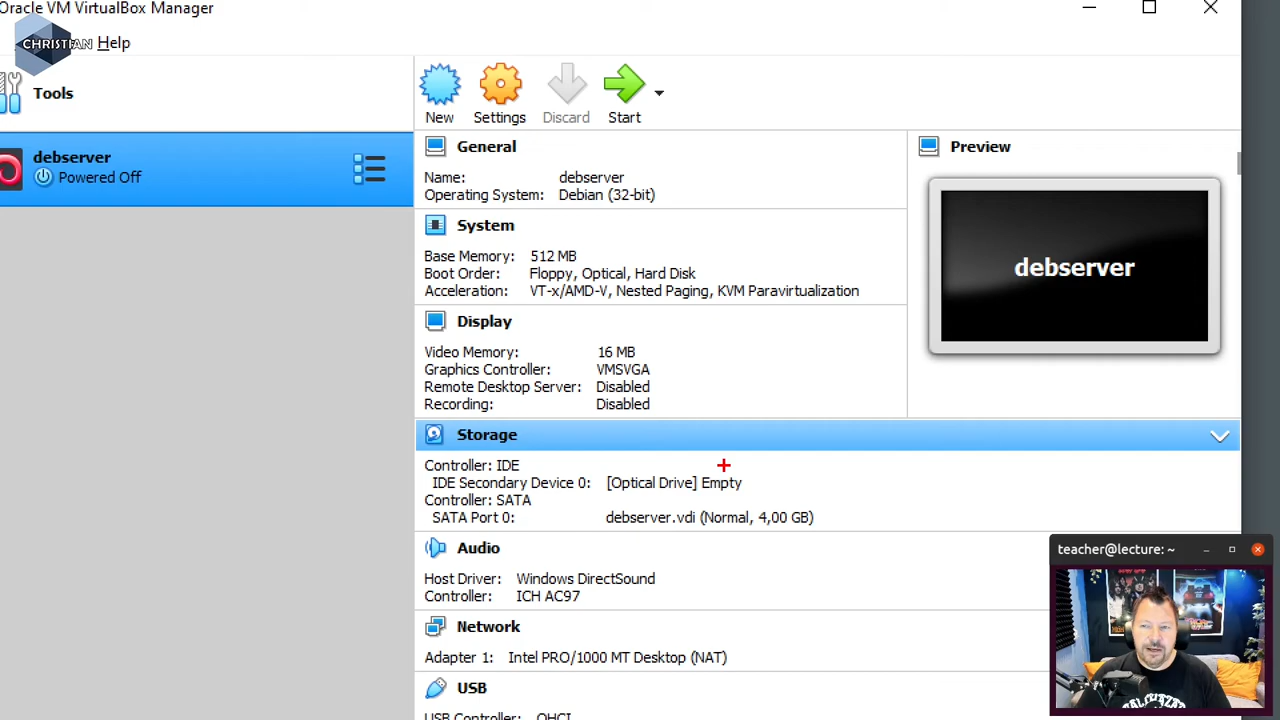 Oracle VM VirtualBox Manager
CHRISTIAN
Help
Tools
New
Settings
Discard
Start
debserver
Powered Off
General
Name: debserver
Operating System: Debian (32-bit)
System
Base Memory: 512 MB
Boot Order: Floppy, Optical, Hard Disk
Acceleration: VT-x/AMD-V, Nested Paging, KVM Paravirtualization
Display
Video Memory: 16 MB
Graphics Controller: VMSVGA
Remote Desktop Server: Disabled
Recording: Disabled
Preview
debserver
Storage
Controller: IDE
IDE Secondary Device 0: [Optical Drive] Empty
Controller: SATA
SATA Port 0: debserver.vdi (Normal, 4,00 GB)
Audio
Host Driver: Windows DirectSound
Controller: ICH AC97
Network
Adapter 1: Intel PRO/1000 MT Desktop (NAT)
USB
USB Controller: OHCI
teacher@lecture: ~